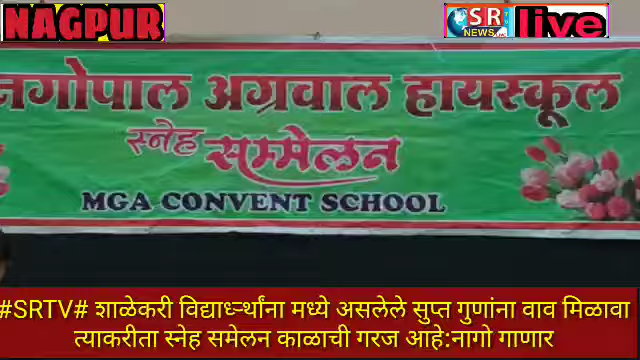 NAGPUR
SR
NEWS
live
नगोपाल अग्रवाल हायस्कूल
स्नेह सम्मेलन
MGA CONVENT SCHOOL
#SRTV# शाळेकरी विद्यार्थ्यांना मध्ये असलेले सुप्त गुणांना वाव मिळावा
त्याकरीता स्नेह समेलन काळाची गरज आहे:नागो गाणार